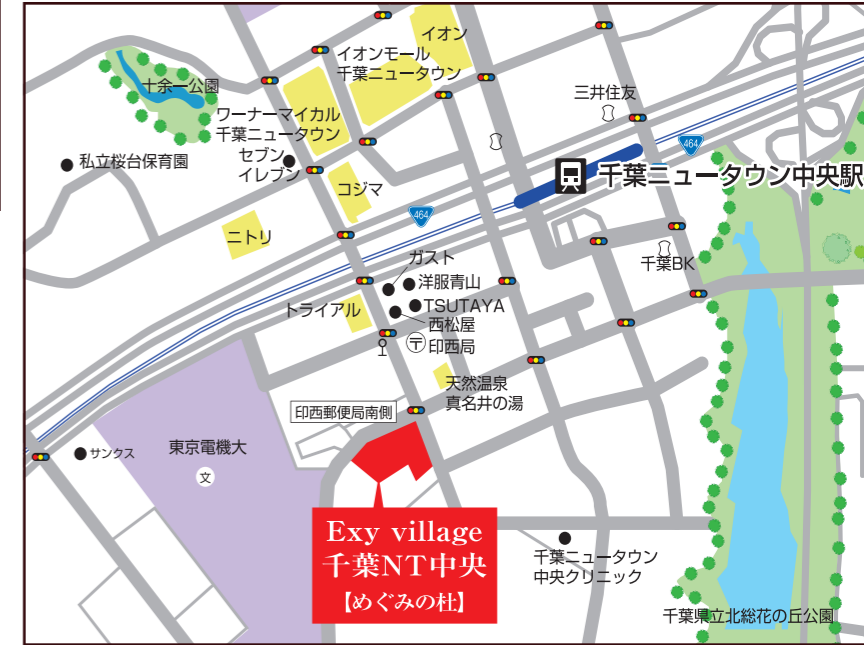 イオン
イオンモール
千葉ニュータウン
十余一公園
三井住友
ワーナーマイカル
千葉ニュータウン
464
私立桜台保育園
セブン
イレブン
千葉ニュータウン中央駅
コジマ
464
ニトリ
ガスト
千葉BK
洋服青山
トライアル
TSUTAYA
西松屋
〒印西局
天然温泉
真名井の湯
印西郵便局南側
サンクス
東京電機大
文
Exy village
千葉NT中央
【めぐみの杜】
千葉ニュータウン
中央クリニック
千葉県立北総花の丘公園